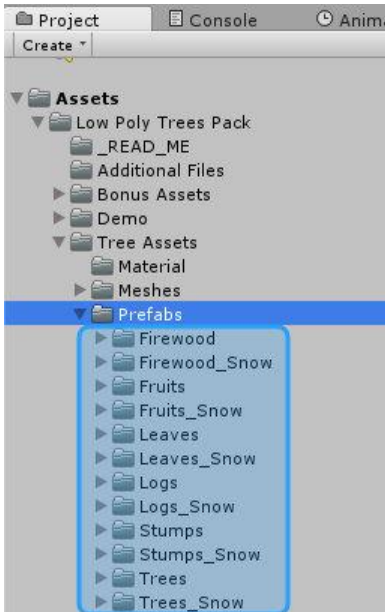 Project Console Anima
Create
Assets
Low Poly Trees Pack
_READ_ME
Additional Files
Bonus Assets
Demo
Tree Assets
Material
Meshes
Prefabs
Firewood
Firewood_Snow
Fruits
Fruits_Snow
Leaves
Leaves_Snow
Logs
Logs_Snow
Stumps
Stumps_Snow
Trees
Trees_Snow